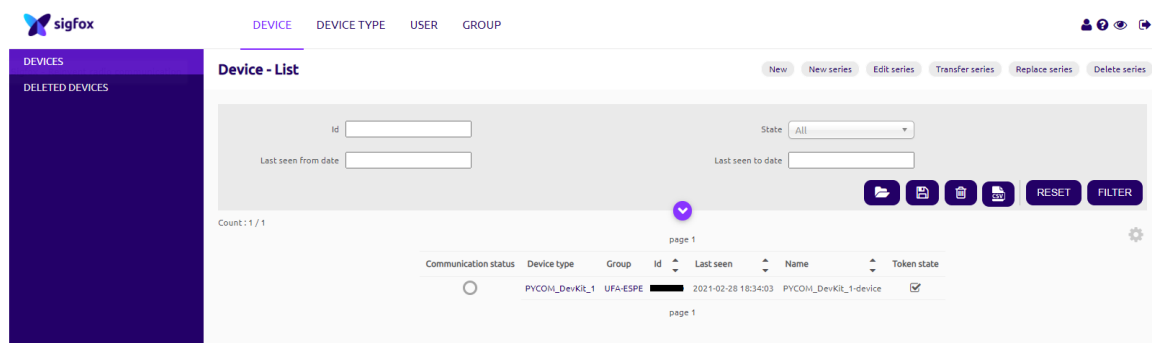 sigfox
DEVICE DEVICE TYPE USER GROUP
DEVICES
DELETED DEVICES
Device - List
New New series Edit series Transfer series Replace series Delete series
Id
State All
Last seen from date
Last seen to date
CSV RESET FILTER
Count : 1 / 1
page 1
Communication status Device type Group Id Last seen Name Token state
PYCOM_DevKit_1 UFA-ESPE 2021-02-28 18:34:03 PYCOM_DevKit_1-device
page 1